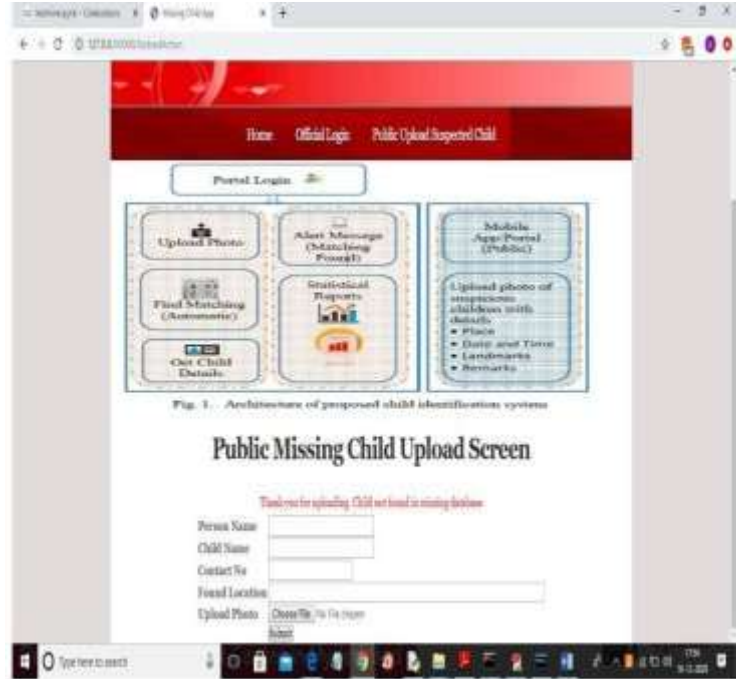 Missing Child App
Home Official Login Public Upload Suspected Child
Portal Login
Upload Photo
Find Matching
(Automatic)
Get Child
Details
Alert Message
(Matching
Found)
Statistical
Reports
Mobile
App/Portal
(Public)
Upload photo of
suspicious
children with
details
• Place
• Date and Time
• Landmarks
• Remarks
Fig. 1. Architecture of proposed child identification system
Public Missing Child Upload Screen
Thank you for uploading. Child not found in missing database
Person Name
Child Name
Contact No
Found Location
Upload Photo Choose File No file chosen
Submit
Type here to search